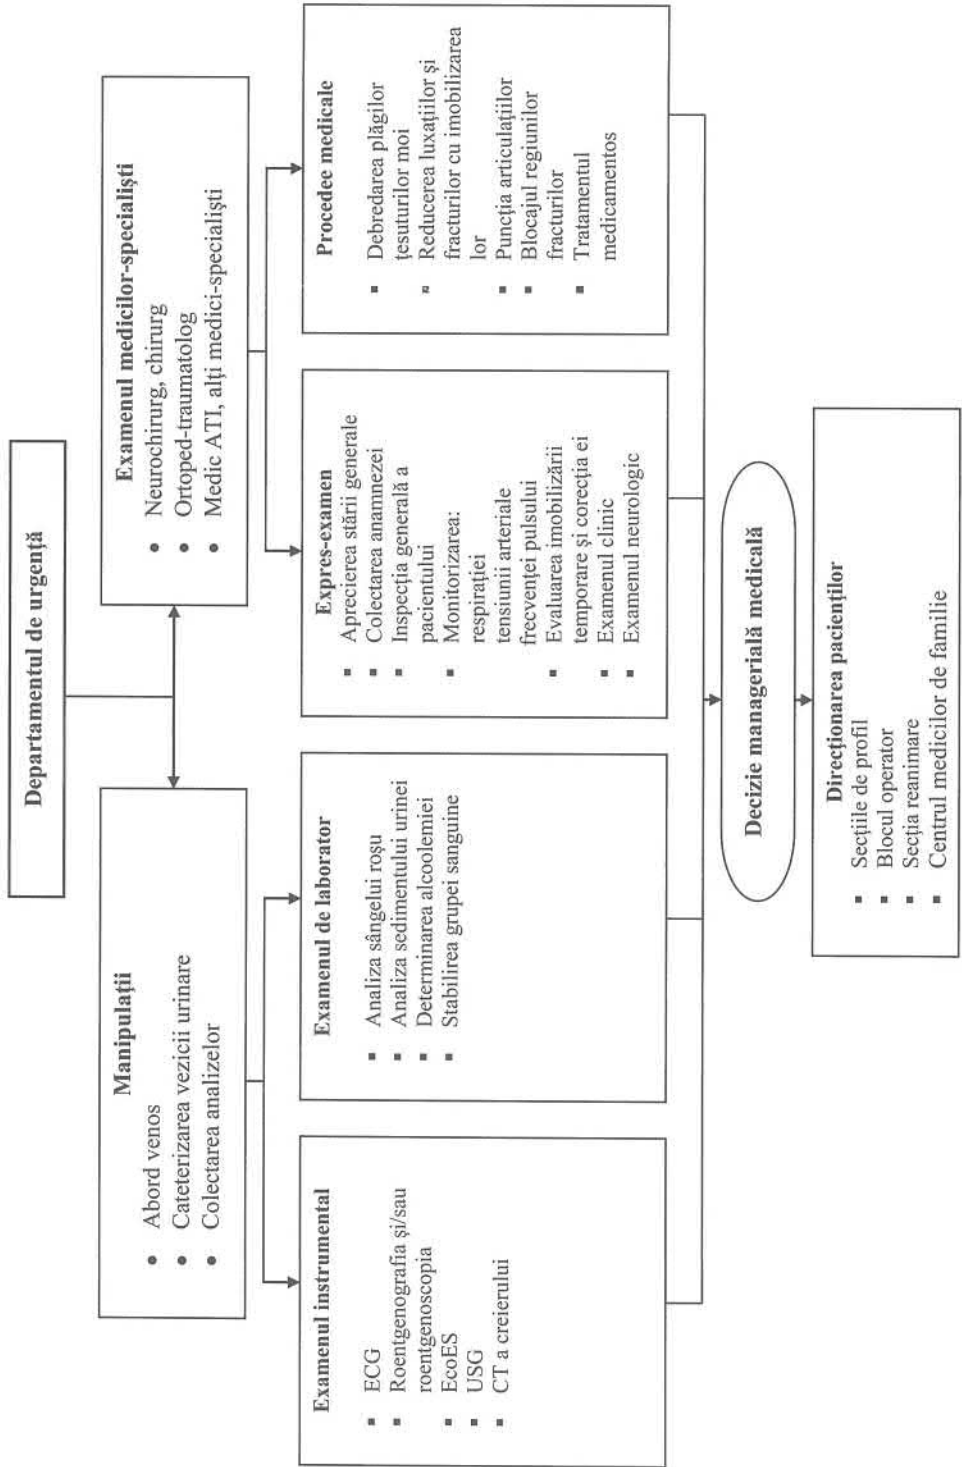 Departamentul de urgență
Manipulații
• Abord venos
• Cateterizarea vezicii urinare
• Colectarea analizelor
Examenul medicilor-specialiști
• Neurochirurg, chirurg
• Ortoped-traumatolog
• Medic ATI, alți medici-specialiști
Examenul instrumental
▪ ECG
▪ Roentgenografia și/sau
roentgenoscopia
▪ EcoES
▪ USG
▪ CT a creierului
Examenul de laborator
▪ Analiza sângelui roșu
▪ Analiza sedimentului urinei
▪ Determinarea alcoolemiei
▪ Stabilirea grupei sanguine
Expres-examen
▪ Aprecierea stării generale
▪ Colectarea anamnezei
▪ Inspecția generală a
pacientului
▪ Monitorizarea:
respirației
tensiunii arteriale
frecvenței pulsului
▪ Evaluarea imobilizării
temporare și corecția ei
▪ Examenul clinic
▪ Examenul neurologic
Procedee medicale
▪ Debredarea plăgilor
țesuturilor moi
▪ Reducerea luxațiilor și
fracturilor cu imobilizarea
lor
▪ Puncția articulațiilor
▪ Blocajul regiunilor
fracturilor
▪ Tratamentul
medicamentos
Decizie managerială medicală
Direcționarea pacienților
▪ Secțiile de profil
▪ Blocul operator
▪ Secția reanimare
▪ Centrul medicilor de familie